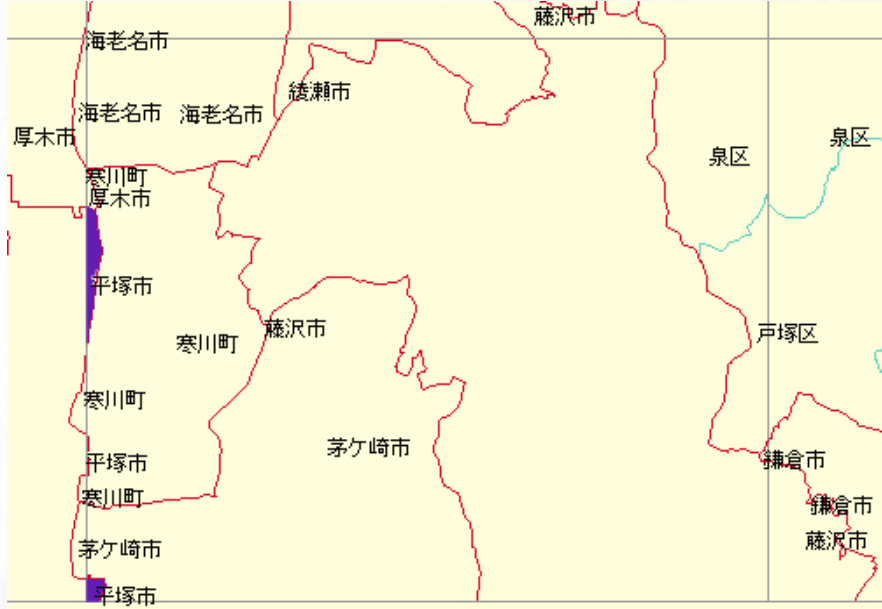 藤沢市
海老名市
綾瀬市
海老名市
海老名市
厚木市
泉区
泉区
寒川町
厚木市
平塚市
藤沢市
戸塚区
寒川町
寒川町
茅ケ崎市
平塚市
鎌倉市
寒川町
鎌倉市
藤沢市
茅ケ崎市
平塚市